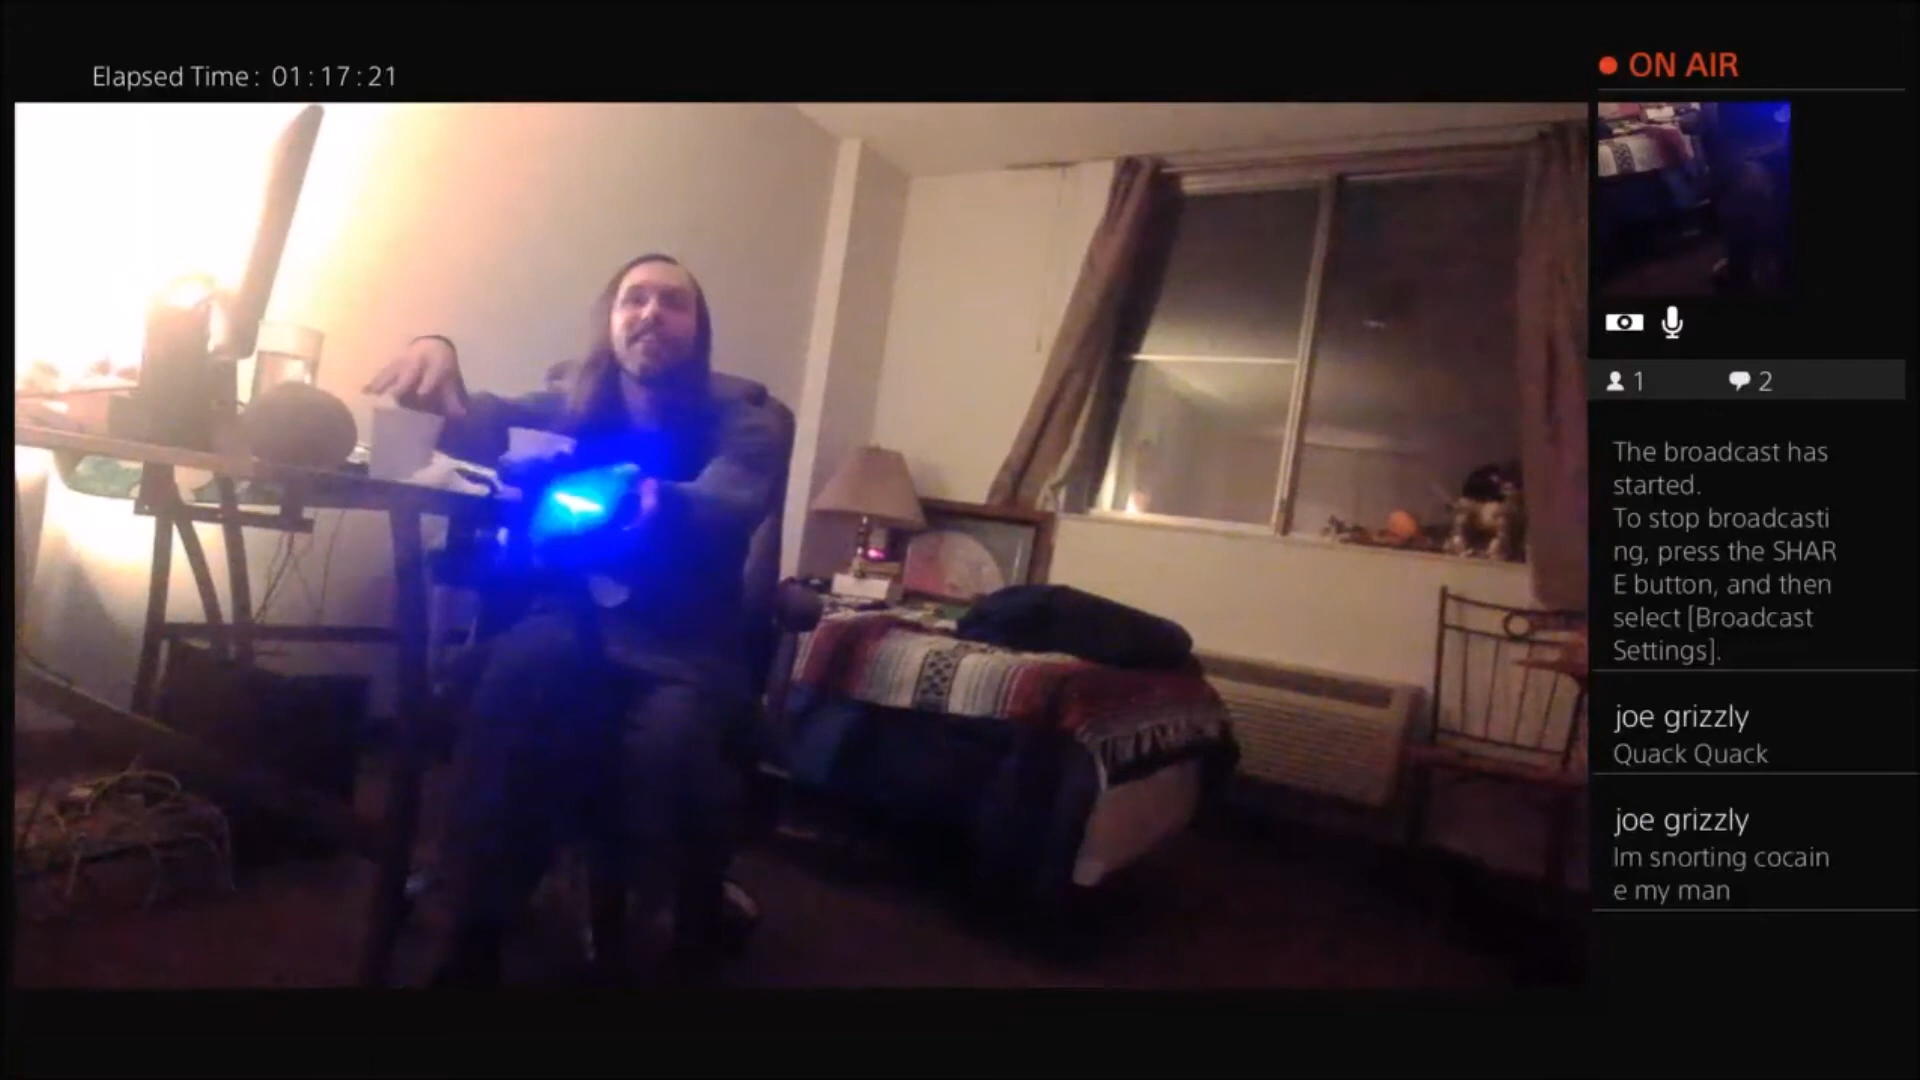 Elapsed Time: 01:17:21
ON AIR
1
2
The broadcast has
started.
To stop broadcasti
ng, press the SHAR
E button, and then
select [Broadcast
Settings].
joe grizzly
Quack Quack
joe grizzly
Im snorting cocain
e my man